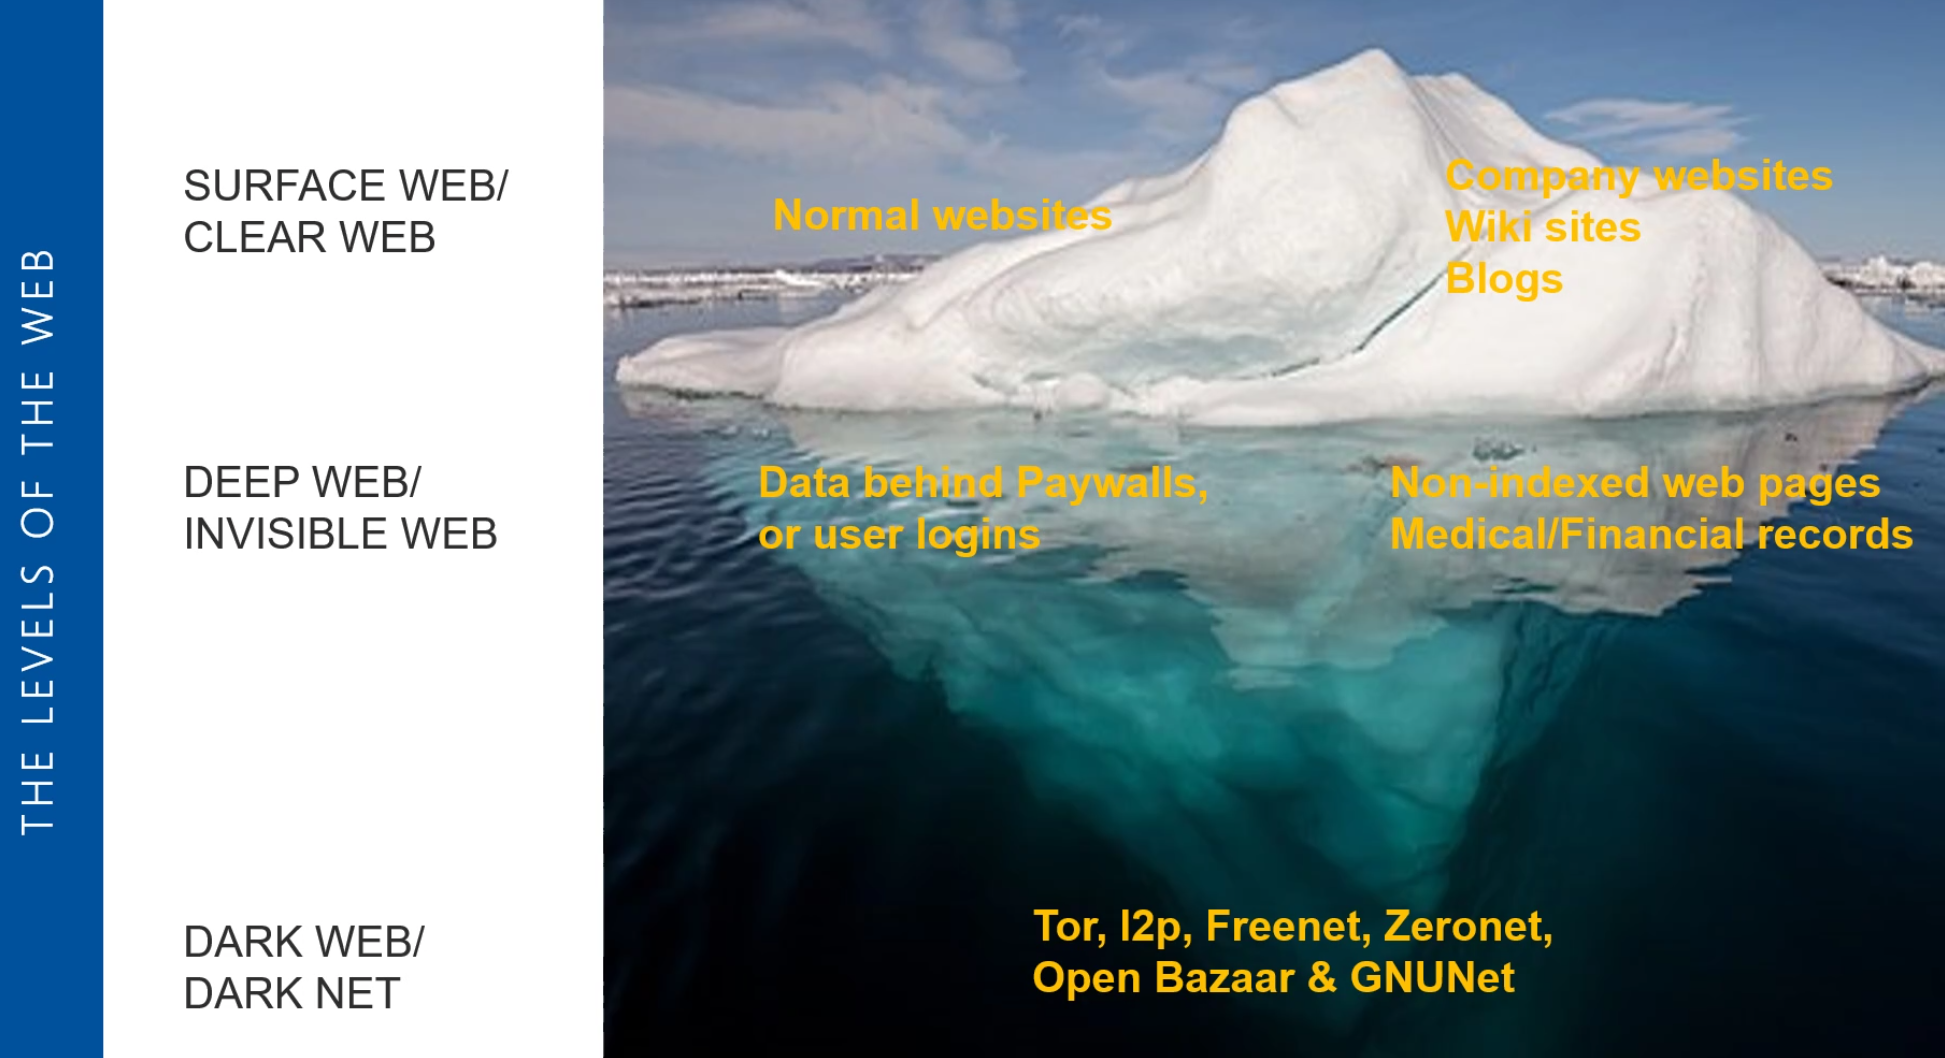 THE LEVELS OF THE WEB
SURFACE WEB/
CLEAR WEB
Normal websites
Company websites
Wiki sites
Blogs
DEEP WEB/
INVISIBLE WEB
Data behind Paywalls,
or user logins
Non-indexed web pages
Medical/Financial records
DARK WEB/
DARK NET
Tor, I2p, Freenet, Zeronet,
Open Bazaar & GNUNet